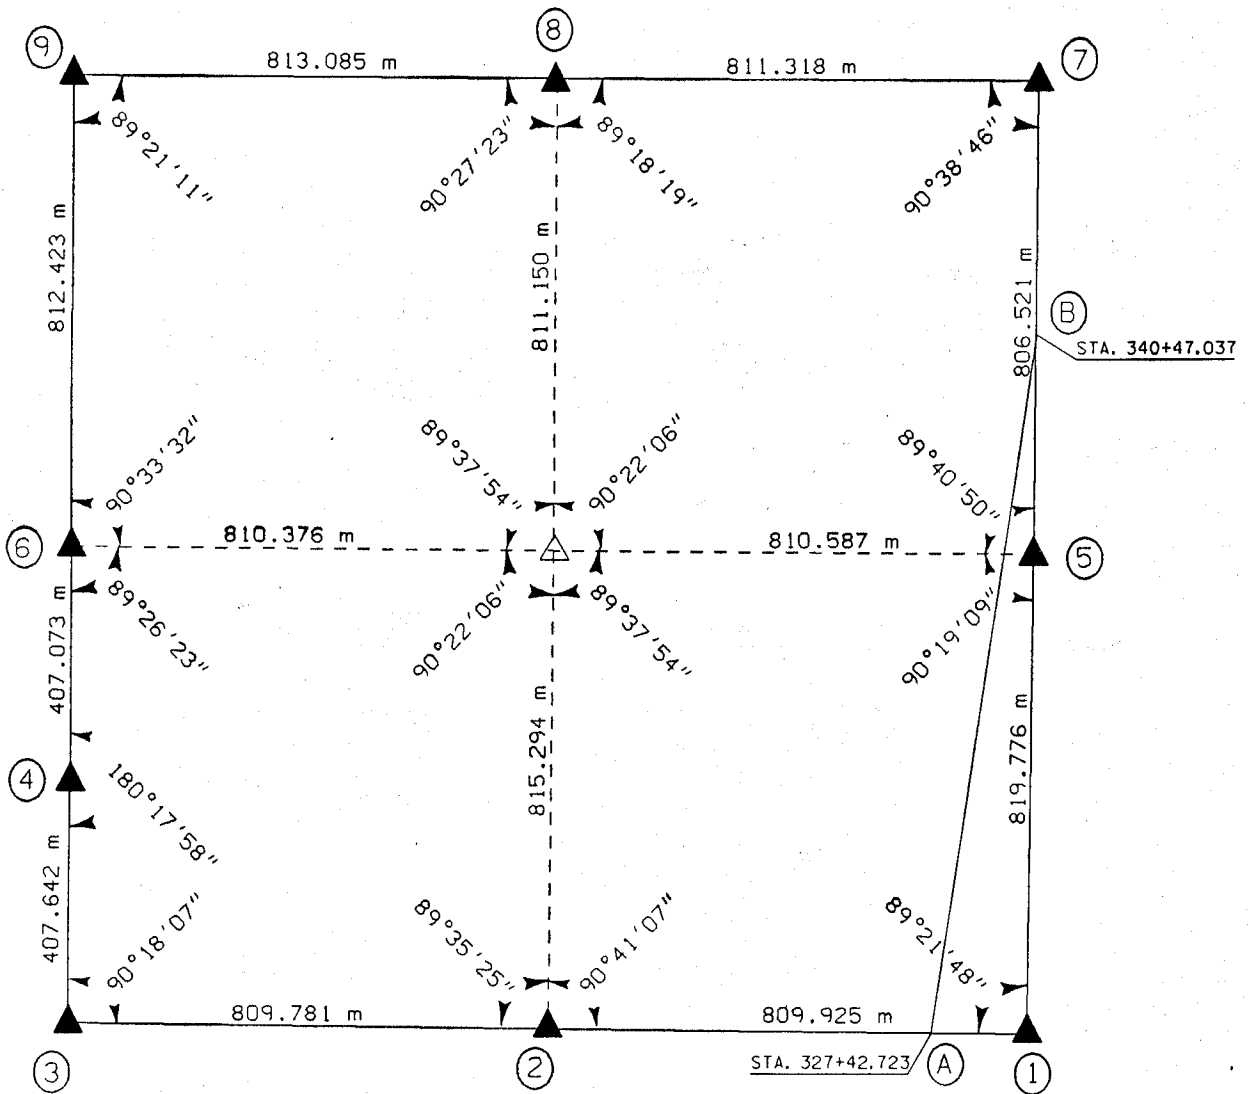 9
8
7
813.085 m
811.318 m
89°21'11"
90°27'23"
89°18'19"
90°38'46"
812.423 m
811.150 m
806.521 m
B
STA. 340+47.037
90°33'32"
89°37'54"
90°22'06"
89°40'50"
6
810.376 m
810.587 m
5
89°26'23"
90°22'06"
89°37'54"
90°19'09"
407.073 m
815.294 m
819.776 m
4
180°17'58"
407.642 m
90°18'07"
89°35'25"
90°41'07"
89°21'48"
809.781 m
809.925 m
3
2
STA. 327+42.723
A
1